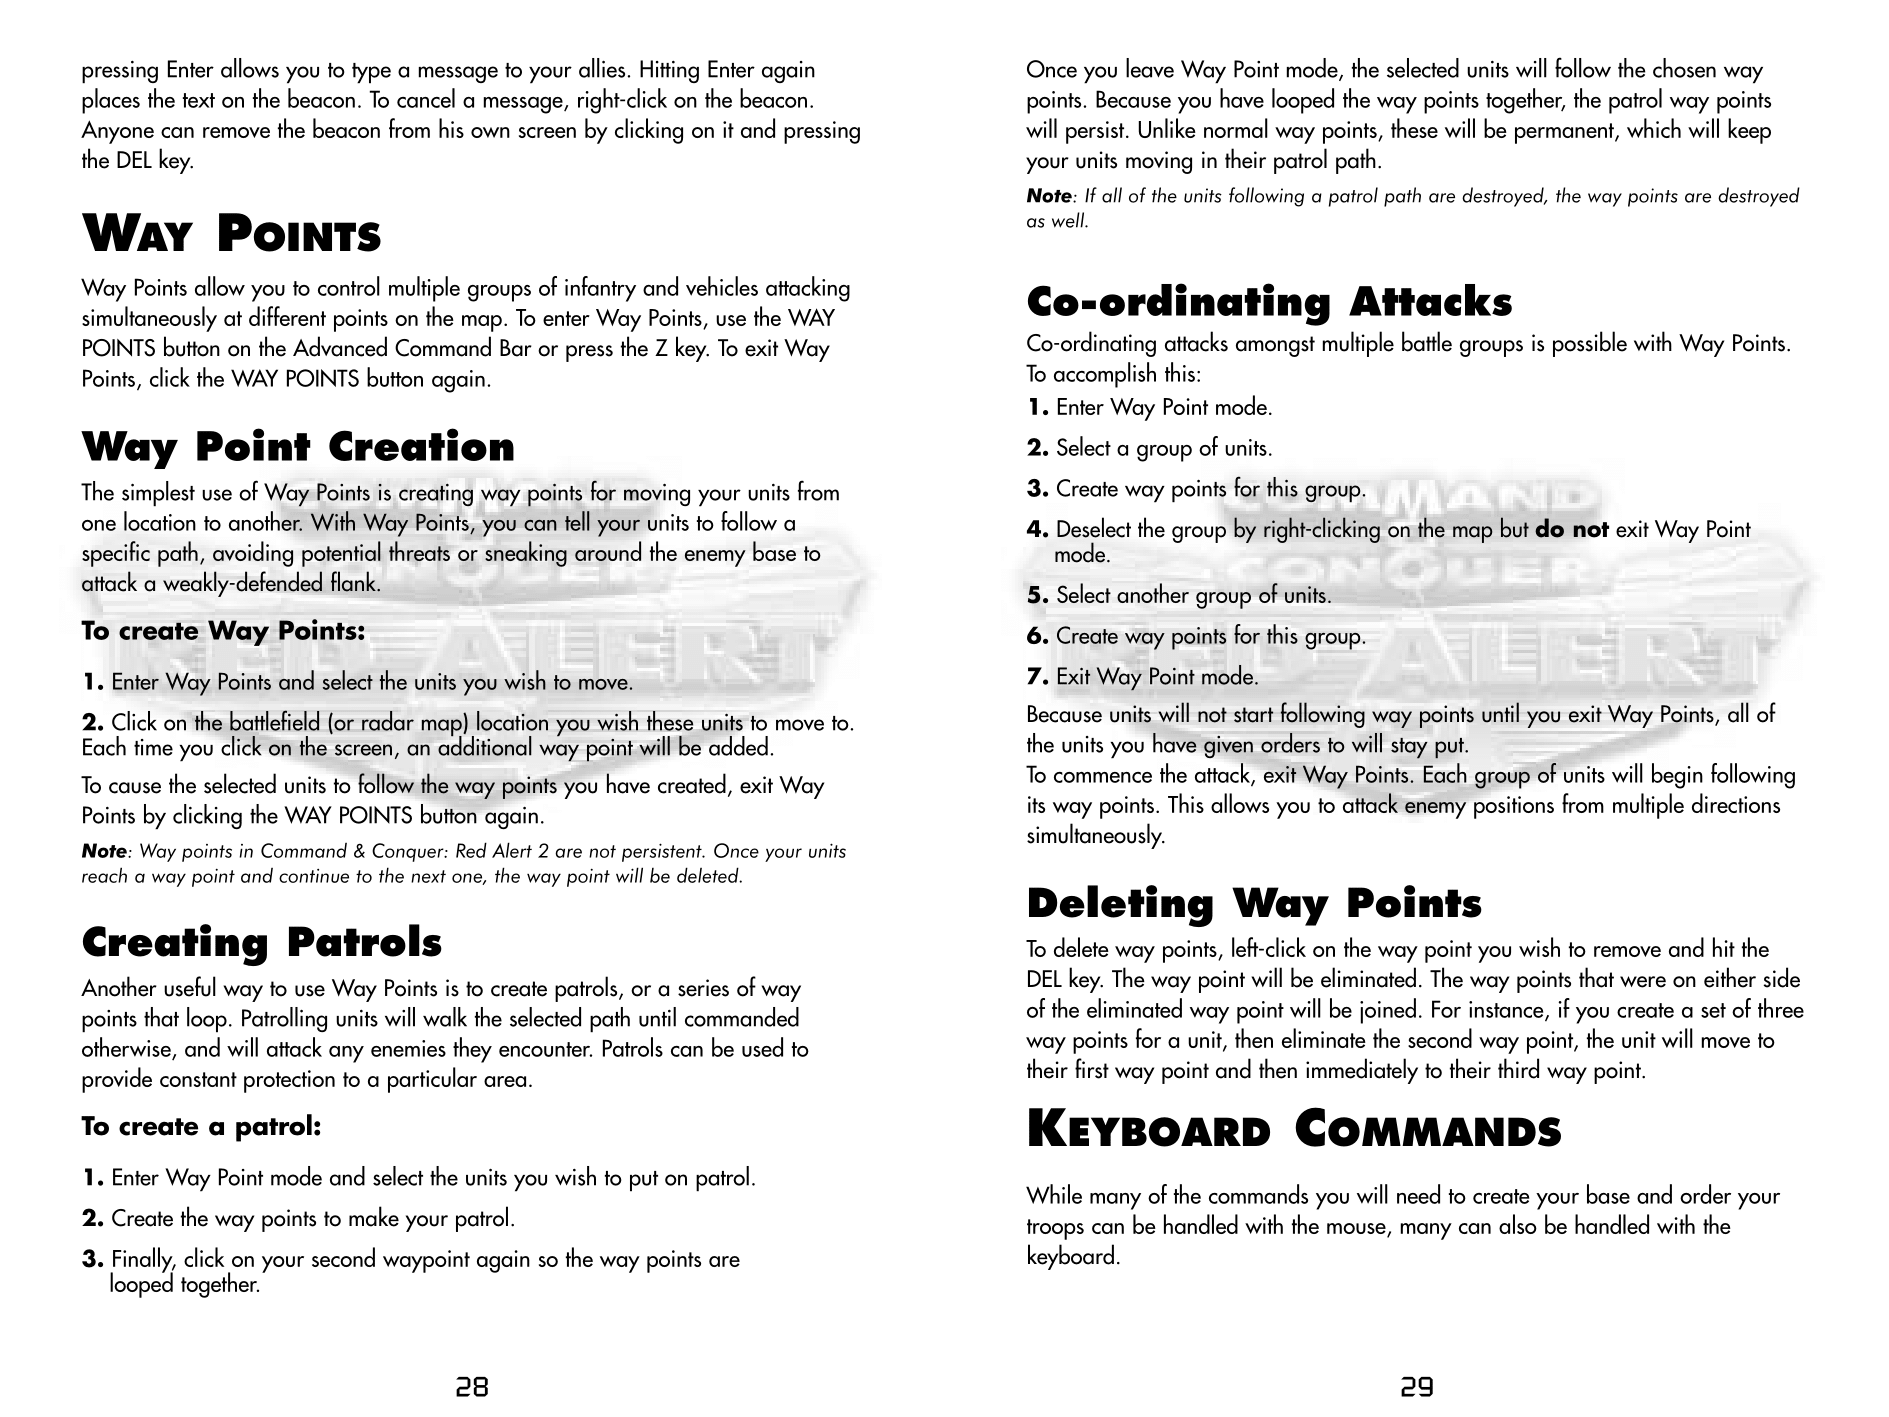 pressing Enter allows you to type a message to your allies. Hitting Enter again
places the text on the beacon. To cancel a message, right-click on the beacon.
Anyone can remove the beacon from his own screen by clicking on it and pressing
the DEL key.
WAY POINTS
Way Points allow you to control multiple groups of infantry and vehicles attacking
simultaneously at different points on the map. To enter Way Points, use the WAY
POINTS button on the Advanced Command Bar or press the Z key. To exit Way
Points, click the WAY POINTS button again.
Way Point Creation
The simplest use of Way Points is creating way points for moving your units from
one location to another. With Way Points, you can tell your units to follow a
specific path, avoiding potential threats or sneaking around the enemy base to
attack a weakly-defended flank.
To create Way Points:
1. Enter Way Points and select the units you wish to move.
2. Click on the battlefield (or radar map) location you wish these units to move to.
Each time you click on the screen, an additional way point will be added.
To cause the selected units to follow the way points you have created, exit Way
Points by clicking the WAY POINTS button again.
Note: Way points in Command & Conquer: Red Alert 2 are not persistent. Once your units
reach a way point and continue to the next one, the way point will be deleted.
Creating Patrols
Another useful way to use Way Points is to create patrols, or a series of way
points that loop. Patrolling units will walk the selected path until commanded
otherwise, and will attack any enemies they encounter. Patrols can be used to
provide constant protection to a particular area.
To create a patrol:
1. Enter Way Point mode and select the units you wish to put on patrol.
2. Create the way points to make your patrol.
3. Finally, click on your second waypoint again so the way points are
looped together.
28
Once you leave Way Point mode, the selected units will follow the chosen way
points. Because you have looped the way points together, the patrol way points
will persist. Unlike normal way points, these will be permanent, which will keep
your units moving in their patrol path.
Note: If all of the units following a patrol path are destroyed, the way points are destroyed
as well.
Co-ordinating Attacks
Co-ordinating attacks amongst multiple battle groups is possible with Way Points.
To accomplish this:
1. Enter Way Point mode.
2. Select a group of units.
3. Create way points for this group.
4. Deselect the group by right-clicking on the map but do not exit Way Point
mode.
5. Select another group of units.
6. Create way points for this group.
7. Exit Way Point mode.
Because units will not start following way points until you exit Way Points, all of
the units you have given orders to will stay put.
To commence the attack, exit Way Points. Each group of units will begin following
its way points. This allows you to attack enemy positions from multiple directions
simultaneously.
Deleting Way Points
To delete way points, left-click on the way point you wish to remove and hit the
DEL key. The way point will be eliminated. The way points that were on either side
of the eliminated way point will be joined. For instance, if you create a set of three
way points for a unit, then eliminate the second way point, the unit will move to
their first way point and then immediately to their third way point.
KEYBOARD COMMANDS
While many of the commands you will need to create your base and order your
troops can be handled with the mouse, many can also be handled with the
keyboard.
29
COMMAND
CONQUER
RED ALERT
2
COMMAND
CONQUER
RED ALERT
2